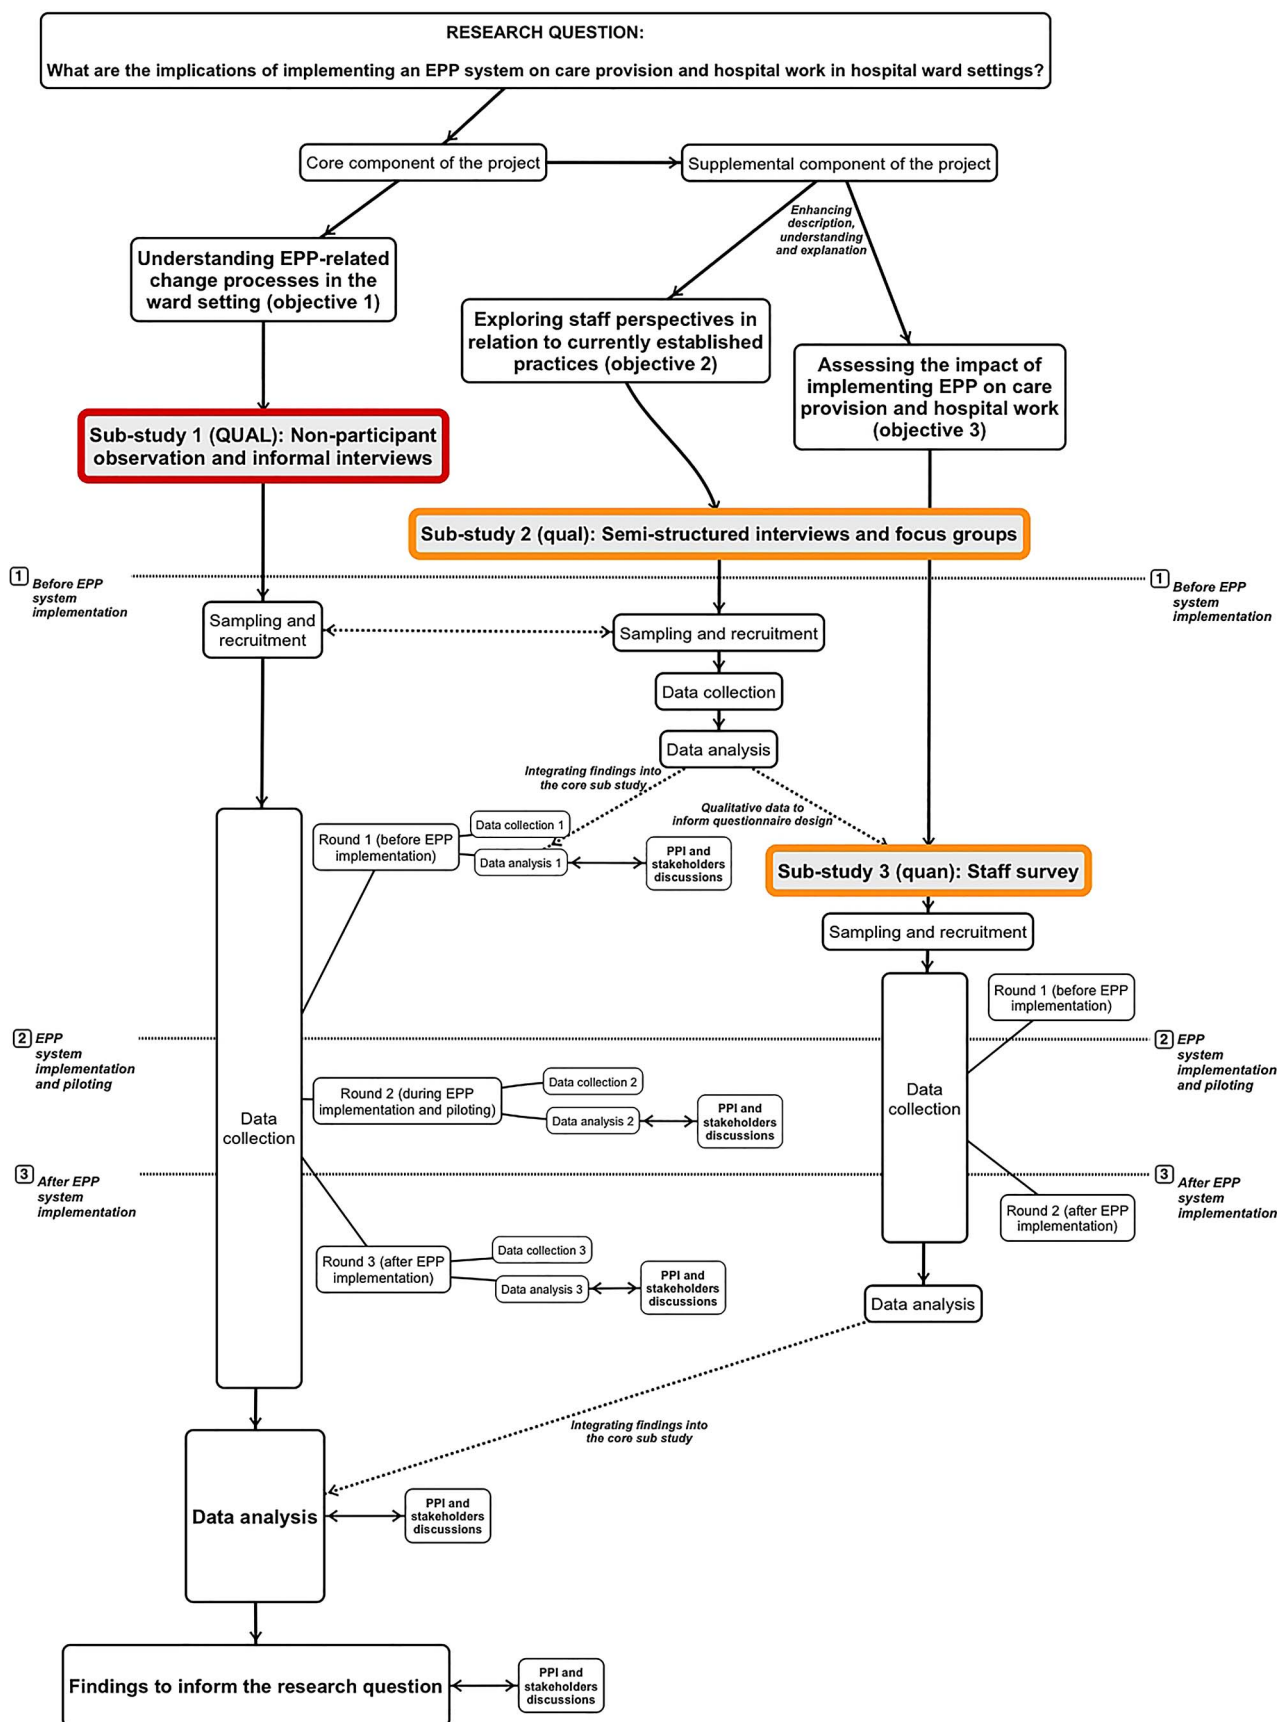 RESEARCH QUESTION:
What are the implications of implementing an EPP system on care provision and hospital work in hospital ward settings?
Core component of the project
Supplemental component of the project
Enhancing
description,
understanding
and explanation
Understanding EPP-related
change processes in the
ward setting (objective 1)
Exploring staff perspectives in
relation to currently established
practices (objective 2)
Assessing the impact of
implementing EPP on care
provision and hospital work
(objective 3)
Sub-study 1 (QUAL): Non-participant
observation and informal interviews
Sub-study 2 (qual): Semi-structured interviews and focus groups
1
Before EPP
system
implementation
1
Before EPP
system
implementation
Sampling and
recruitment
Sampling and recruitment
Data collection
Data analysis
Integrating findings into
the core sub study
Qualitative data to
inform questionnaire design
Round 1 (before EPP
implementation)
Data collection 1
Data analysis 1
PPI and
stakeholders
discussions
Sub-study 3 (quan): Staff survey
Sampling and recruitment
Round 1 (before EPP
implementation)
2
EPP
system
implementation
and piloting
2
EPP
system
implementation
and piloting
Data
collection
Round 2 (during EPP
implementation and piloting)
Data collection 2
Data analysis 2
PPI and
stakeholders
discussions
Data
collection
3
After EPP
system
implementation
3
After EPP
system
implementation
Round 2 (after EPP
implementation)
Round 3 (after EPP
implementation)
Data collection 3
Data analysis 3
PPI and
stakeholders
discussions
Data analysis
Integrating findings into
the core sub study
Data analysis
PPI and
stakeholders
discussions
Findings to inform the research question
PPI and
stakeholders
discussions